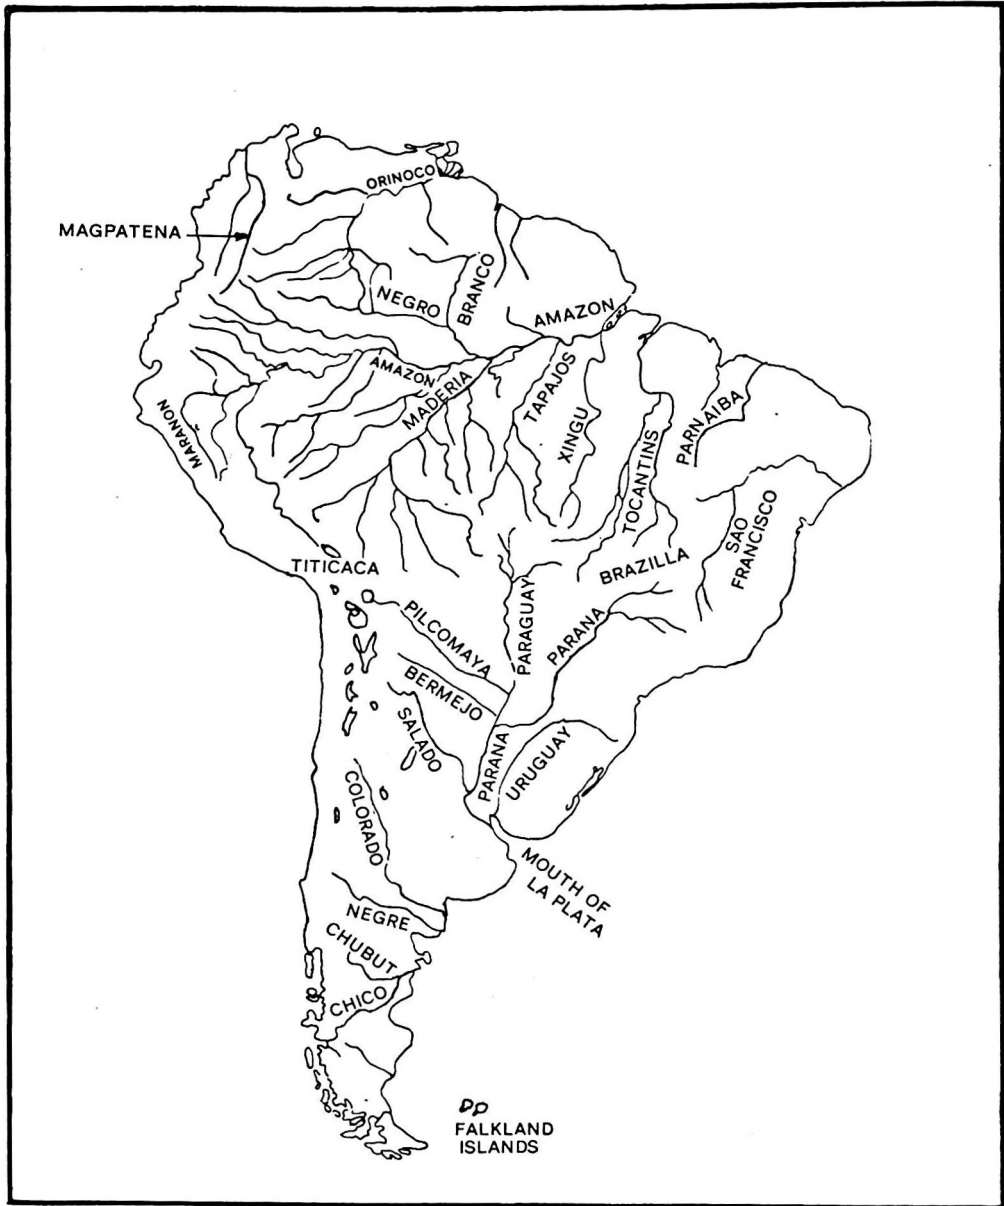 ORINOCO
MAGPATENA
NEGRO
BRANCO
AMAZON
AMAZON
MADERIA
TAPAJOS
XINGU
MARANON
PARNAIBA
TOCANTINS
SAO
FRANCISCO
TITICACA
BRAZILLA
PILCOMAYA
PARAGUAY
PARANA
BERMEJO
SALADO
PARANA
URUGUAY
COLORADO
MOUTH OF
LA PLATA
NEGRE
CHUBUT
CHICO
FALKLAND
ISLANDS